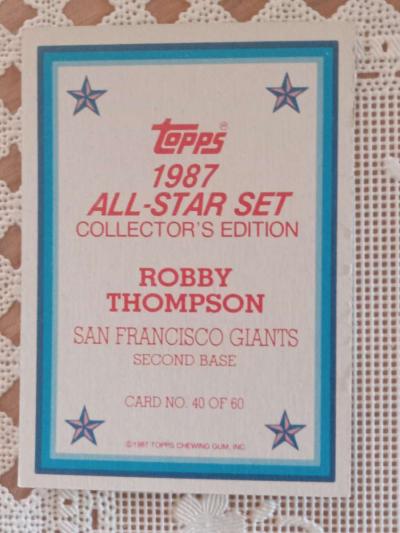 topps®
1987
ALL-STAR SET
COLLECTOR'S EDITION
ROBBY
THOMPSON
SAN FRANCISCO GIANTS
SECOND BASE
CARD NO. 40 OF 60
©1987 TOPPS CHEWING GUM, INC.